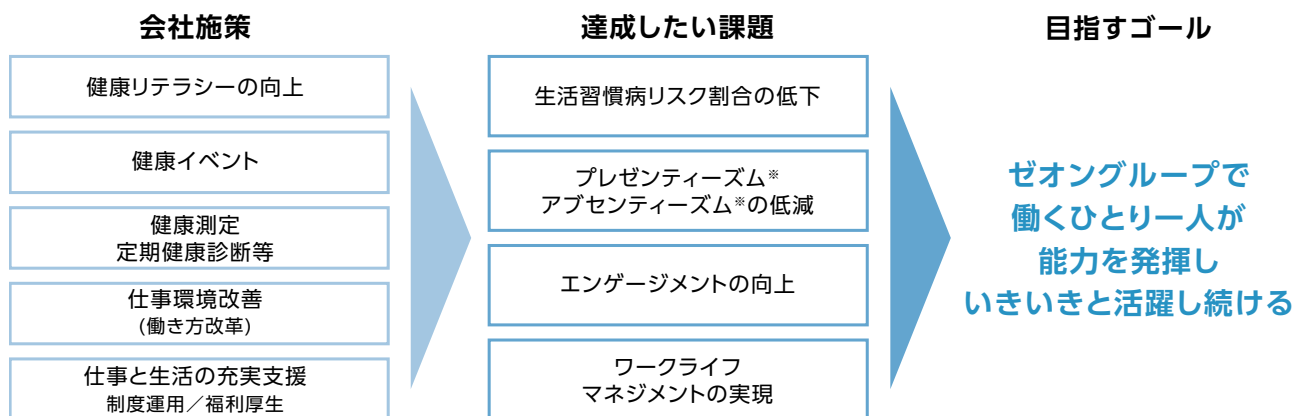 会社施策
健康リテラシーの向上
健康イベント
健康測定
定期健康診断等
仕事環境改善
(働き方改革)
仕事と生活の充実支援
制度運用／福利厚生
達成したい課題
生活習慣病リスク割合の低下
プレゼンティーズム※
アブセンティーズム※の低減
エンゲージメントの向上
ワークライフ
マネジメントの実現
目指すゴール
ゼオングループで
働くひとり一人が
能力を発揮し
いきいきと活躍し続ける